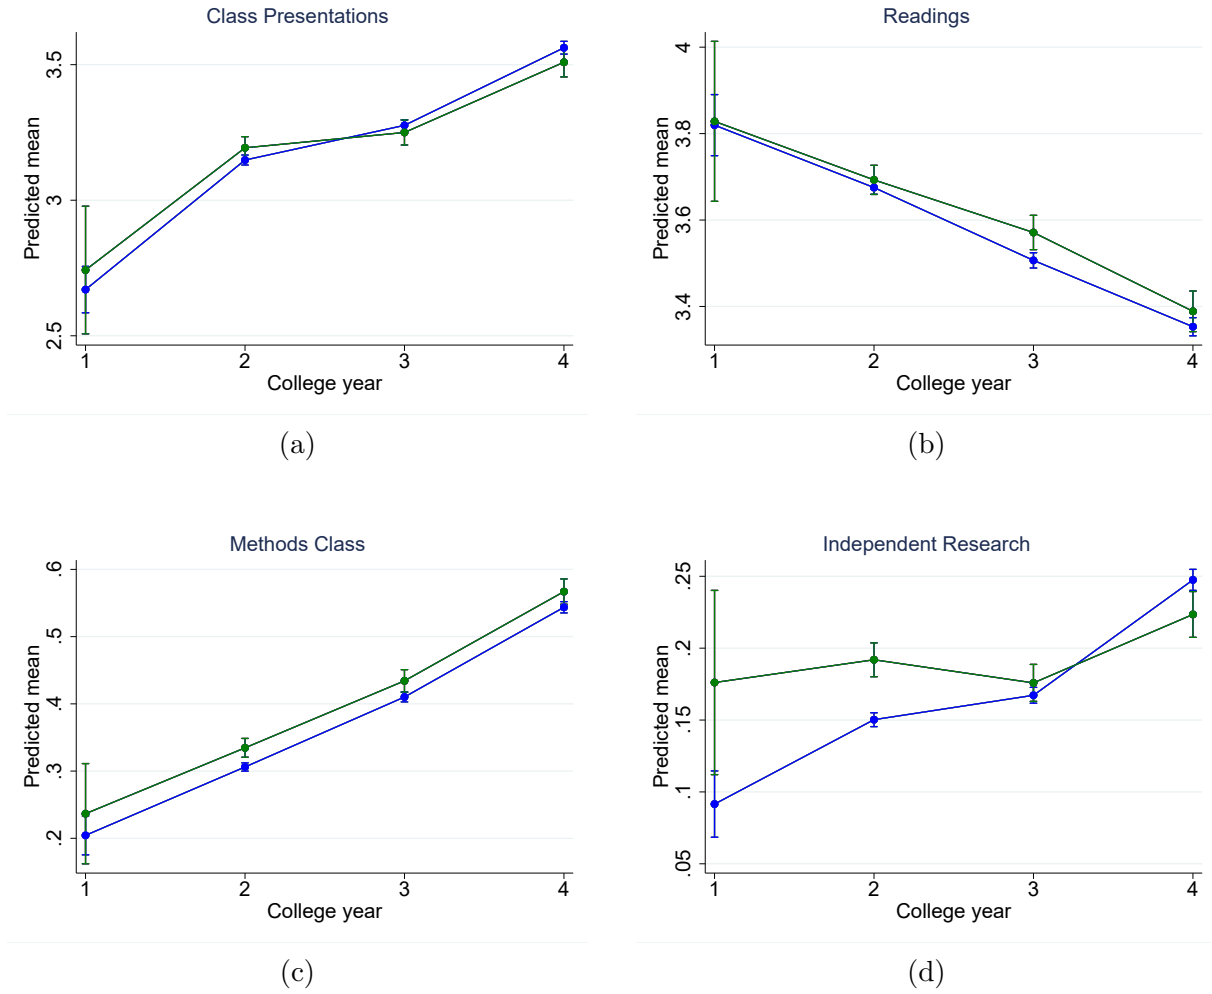 Class Presentations
Predicted mean
3.5
3
2.5
1 2 3 4
College year
(a)
Readings
Predicted mean
4
3.8
3.6
3.4
1 2 3 4
College year
(b)
Methods Class
Predicted mean
.6
.5
.4
.3
.2
1 2 3 4
College year
(c)
Independent Research
Predicted mean
.25
.2
.15
.1
.05
1 2 3 4
College year
(d)